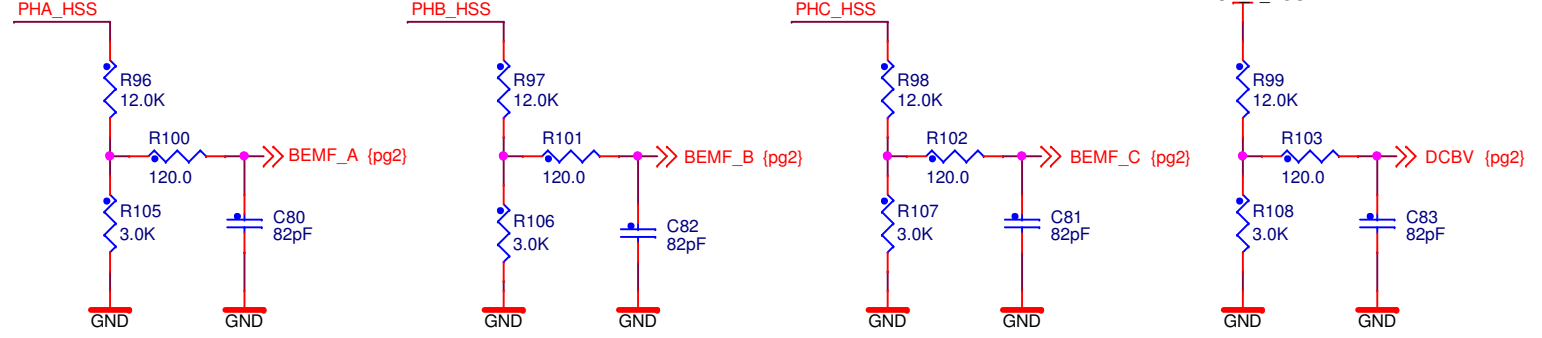 PHA_HSS
PHB_HSS
PHC_HSS
R96
12.0K
R97
12.0K
R98
12.0K
R99
12.0K
R100
120.0
BEMF_A {pg2}
R101
120.0
BEMF_B {pg2}
R102
120.0
BEMF_C {pg2}
R103
120.0
DCBV {pg2}
R105
3.0K
C80
82pF
R106
3.0K
C82
82pF
R107
3.0K
C81
82pF
R108
3.0K
C83
82pF
GND
GND
GND
GND
GND
GND
GND
GND